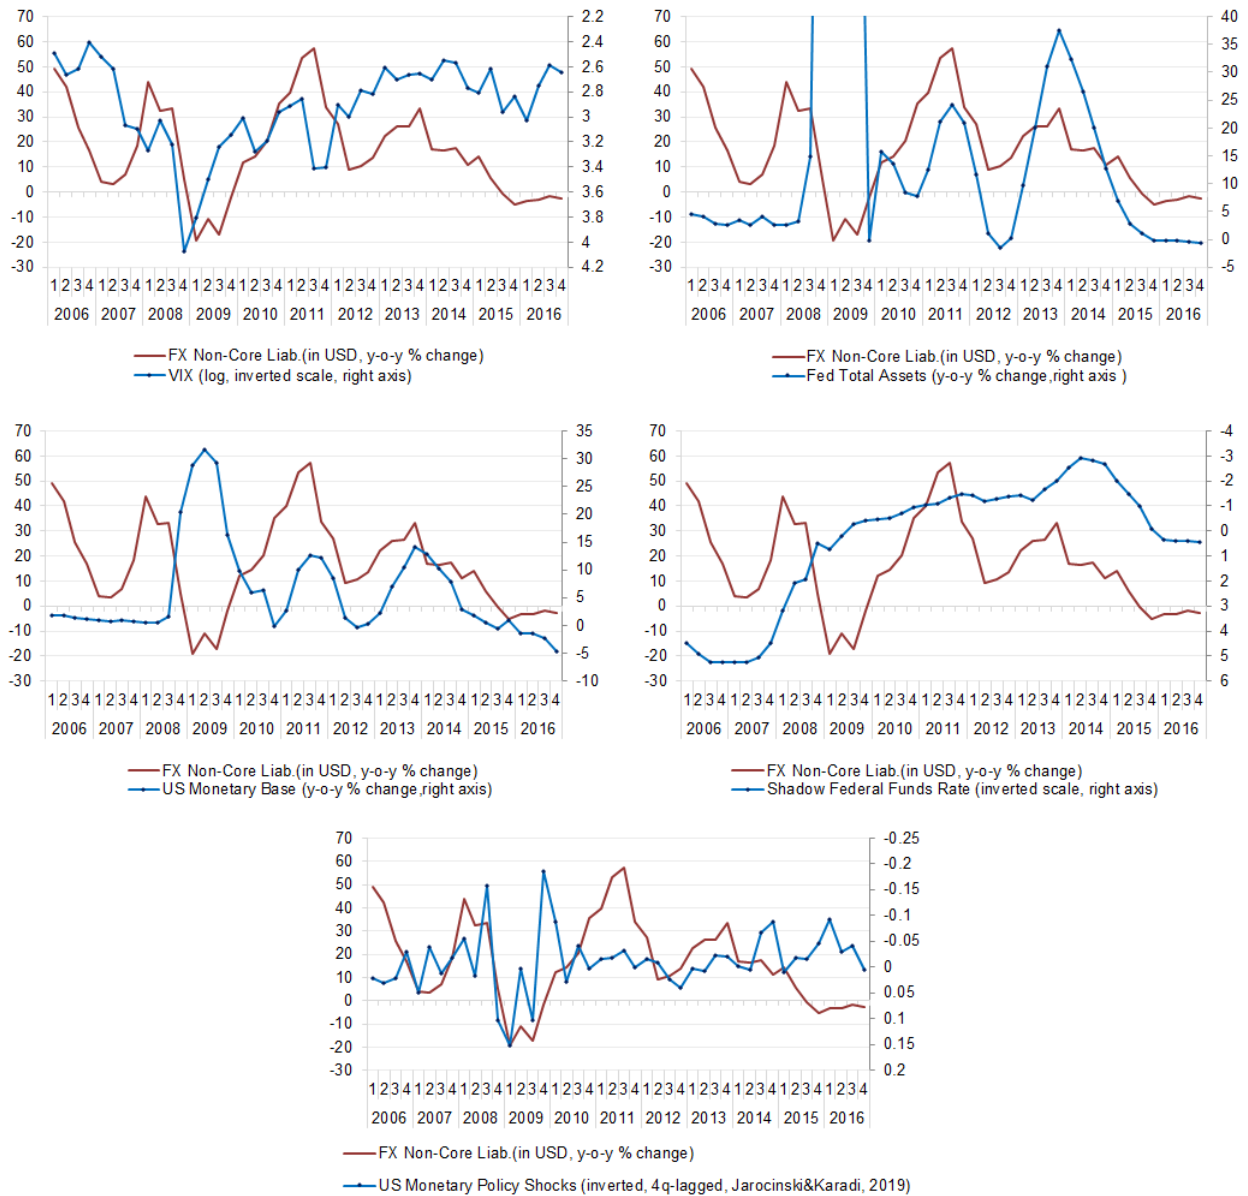 70 60 50 40 30 20 10 0 -10 -20 -30
2.2 2.4 2.6 2.8 3 3.2 3.4 3.6 3.8 4 4.2
1 2 3 4 1 2 3 4 1 2 3 4 1 2 3 4 1 2 3 4 1 2 3 4 1 2 3 4 1 2 3 4 1 2 3 4 1 2 3 4 1 2 3 4
2006 2007 2008 2009 2010 2011 2012 2013 2014 2015 2016
FX Non-Core Liab.(in USD, y-o-y % change)
VIX (log, inverted scale, right axis)
70 60 50 40 30 20 10 0 -10 -20 -30
40 35 30 25 20 15 10 5 0 -5
1 2 3 4 1 2 3 4 1 2 3 4 1 2 3 4 1 2 3 4 1 2 3 4 1 2 3 4 1 2 3 4 1 2 3 4 1 2 3 4 1 2 3 4
2006 2007 2008 2009 2010 2011 2012 2013 2014 2015 2016
FX Non-Core Liab.(in USD, y-o-y % change)
Fed Total Assets (y-o-y % change,right axis )
70 60 50 40 30 20 10 0 -10 -20 -30
35 30 25 20 15 10 5 0 -5 -10
1 2 3 4 1 2 3 4 1 2 3 4 1 2 3 4 1 2 3 4 1 2 3 4 1 2 3 4 1 2 3 4 1 2 3 4 1 2 3 4 1 2 3 4
2006 2007 2008 2009 2010 2011 2012 2013 2014 2015 2016
FX Non-Core Liab.(in USD, y-o-y % change)
US Monetary Base (y-o-y % change,right axis)
70 60 50 40 30 20 10 0 -10 -20 -30
-4 -3 -2 -1 0 1 2 3 4 5 6
1 2 3 4 1 2 3 4 1 2 3 4 1 2 3 4 1 2 3 4 1 2 3 4 1 2 3 4 1 2 3 4 1 2 3 4 1 2 3 4 1 2 3 4
2006 2007 2008 2009 2010 2011 2012 2013 2014 2015 2016
FX Non-Core Liab.(in USD, y-o-y % change)
Shadow Federal Funds Rate (inverted scale, right axis)
70 60 50 40 30 20 10 0 -10 -20 -30
-0.25 -0.2 -0.15 -0.1 -0.05 0 0.05 0.1 0.15 0.2
1 2 3 4 1 2 3 4 1 2 3 4 1 2 3 4 1 2 3 4 1 2 3 4 1 2 3 4 1 2 3 4 1 2 3 4 1 2 3 4 1 2 3 4
2006 2007 2008 2009 2010 2011 2012 2013 2014 2015 2016
FX Non-Core Liab.(in USD, y-o-y % change)
US Monetary Policy Shocks (inverted, 4q-lagged, Jarocinski&Karadi, 2019)